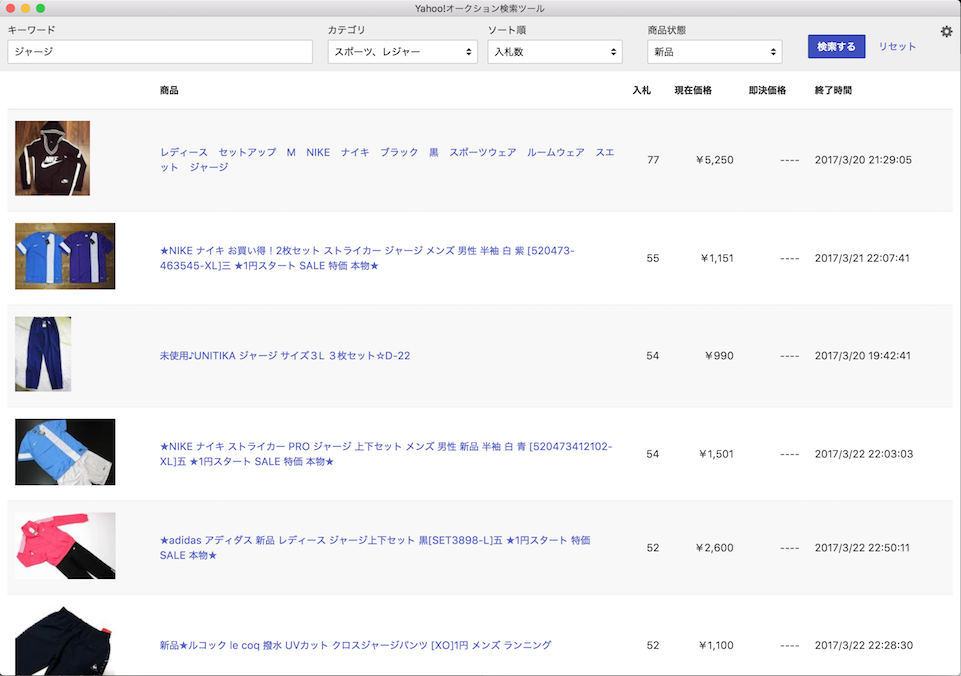 Yahoo!オークション検索ツール
キーワード
カテゴリ
ソート順
商品状態
ジャージ
スポーツ、レジャー
入札数
新品
検索する
リセット
商品
入札
現在価格
即決価格
終了時間
NIKE
レディース　セットアップ　M　NIKE　ナイキ　ブラック　黒　スポーツウェア　ルームウェア　スエ
ット　ジャージ
77
¥5,250
----
2017/3/20 21:29:05
★NIKE ナイキ お買い得！2枚セット ストライカー ジャージ メンズ 男性 半袖 白 紫 [520473-
463545-XL]三 ★1円スタート SALE 特価 本物★
55
¥1,151
----
2017/3/21 22:07:41
未使用♪UNITIKA ジャージ サイズ３L ３枚セット☆D-22
54
¥990
----
2017/3/20 19:42:41
★NIKE ナイキ ストライカー PRO ジャージ 上下セット メンズ 男性 新品 半袖 白 青 [520473412102-
XL]五 ★1円スタート SALE 特価 本物★
54
¥1,501
----
2017/3/22 22:03:03
★adidas アディダス 新品 レディース ジャージ上下セット 黒[SET3898-L]五 ★1円スタート 特価
SALE 本物★
52
¥2,600
----
2017/3/22 22:50:11
新品★ルコック le coq 撥水 UVカット クロスジャージパンツ [XO]1円 メンズ ランニング
52
¥1,100
----
2017/3/22 22:28:30